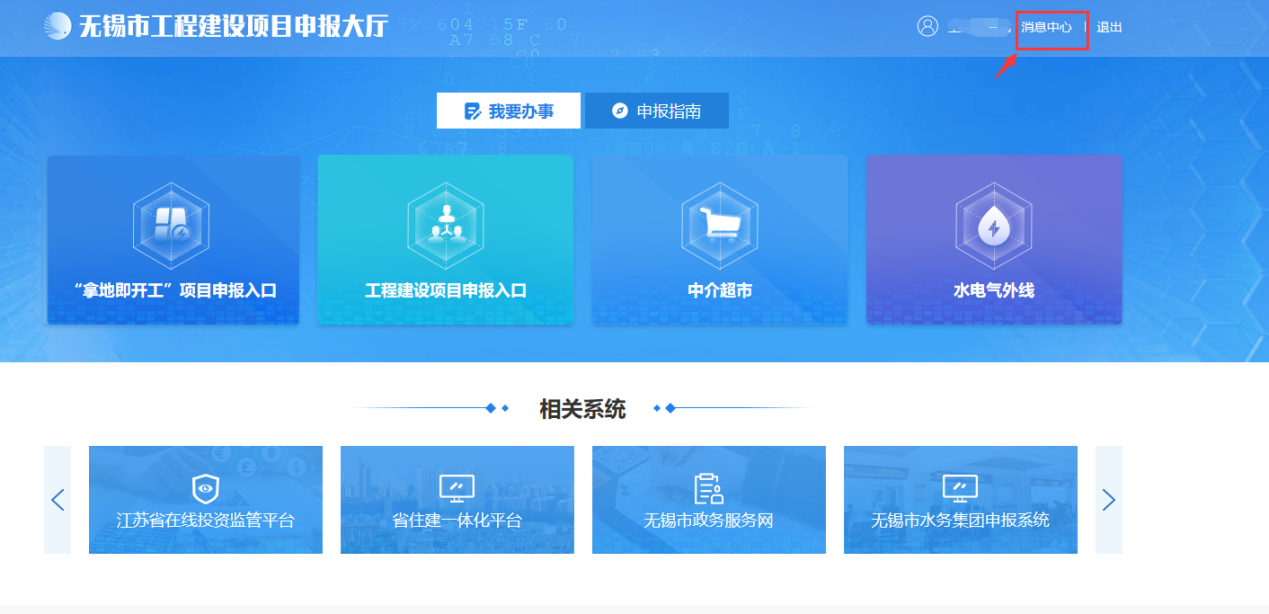 无锡市工程建设项目申报大厅
消息中心 | 退出
我要办事 申报指南
“拿地即开工”项目申报入口 工程建设项目申报入口 中介超市 水电气外线
相关系统
江苏省在线投资监管平台 省住建一体化平台 无锡市政务服务网 无锡市水务集团申报系统